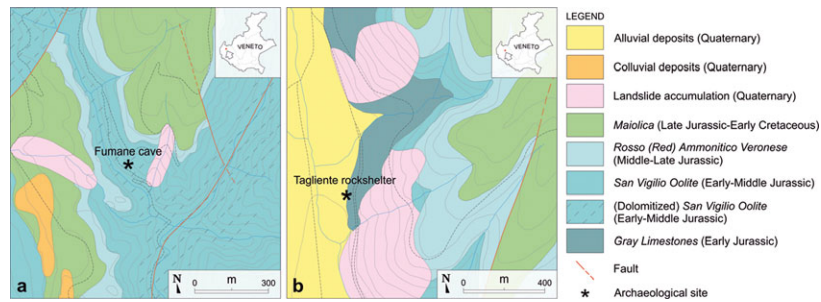 VENETO
Fumane cave
*
a
N
m
0
300
VENETO
Tagliente rockshelter
*
b
N
m
0
400
LEGEND
Alluvial deposits (Quaternary)
Colluvial deposits (Quaternary)
Landslide accumulation (Quaternary)
Maiolica (Late Jurassic-Early Cretaceous)
Rosso (Red) Ammonitico Veronese
(Middle-Late Jurassic)
San Vigilio Oolite (Early-Middle Jurassic)
(Dolomitized) San Vigilio Oolite
(Early-Middle Jurassic)
Gray Limestones (Early Jurassic)
Fault
* Archaeological site